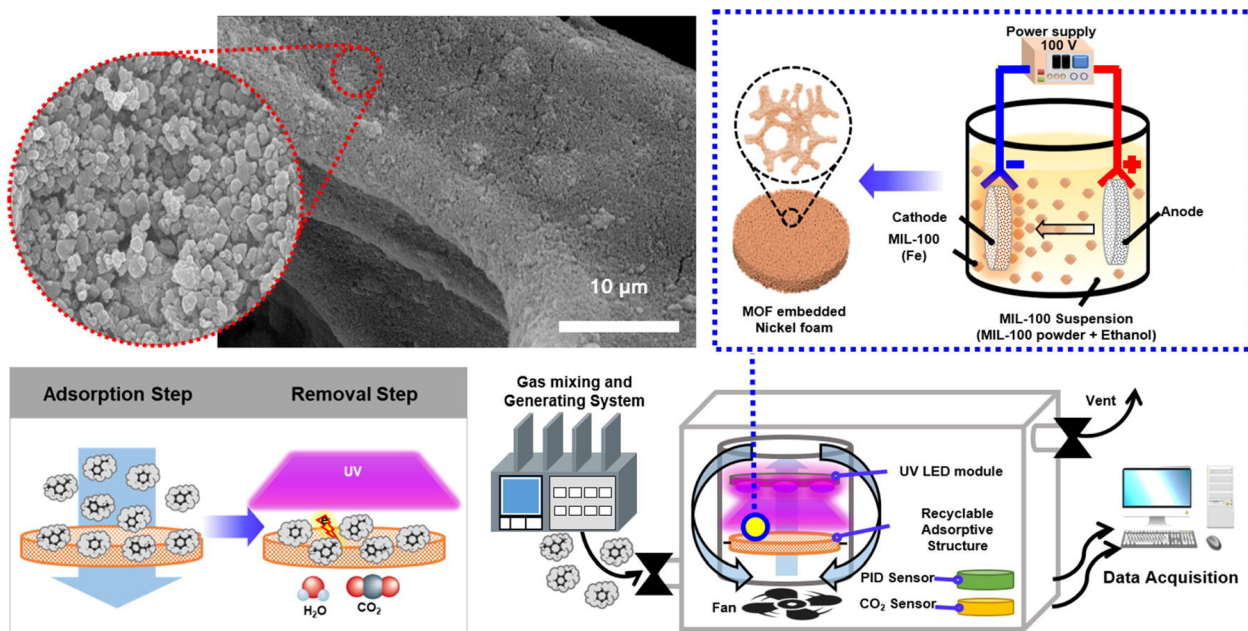 10 µm
Power supply
100 V
Cathode
MIL-100
(Fe)
Anode
MOF embedded
Nickel foam
MIL-100 Suspension
(MIL-100 powder + Ethanol)
Adsorption Step
Removal Step
UV
e-
H₂O
CO₂
Gas mixing and
Generating System
Vent
UV LED module
Recyclable
Adsorptive
Structure
PID Sensor
CO₂ Sensor
Fan
Data Acquisition